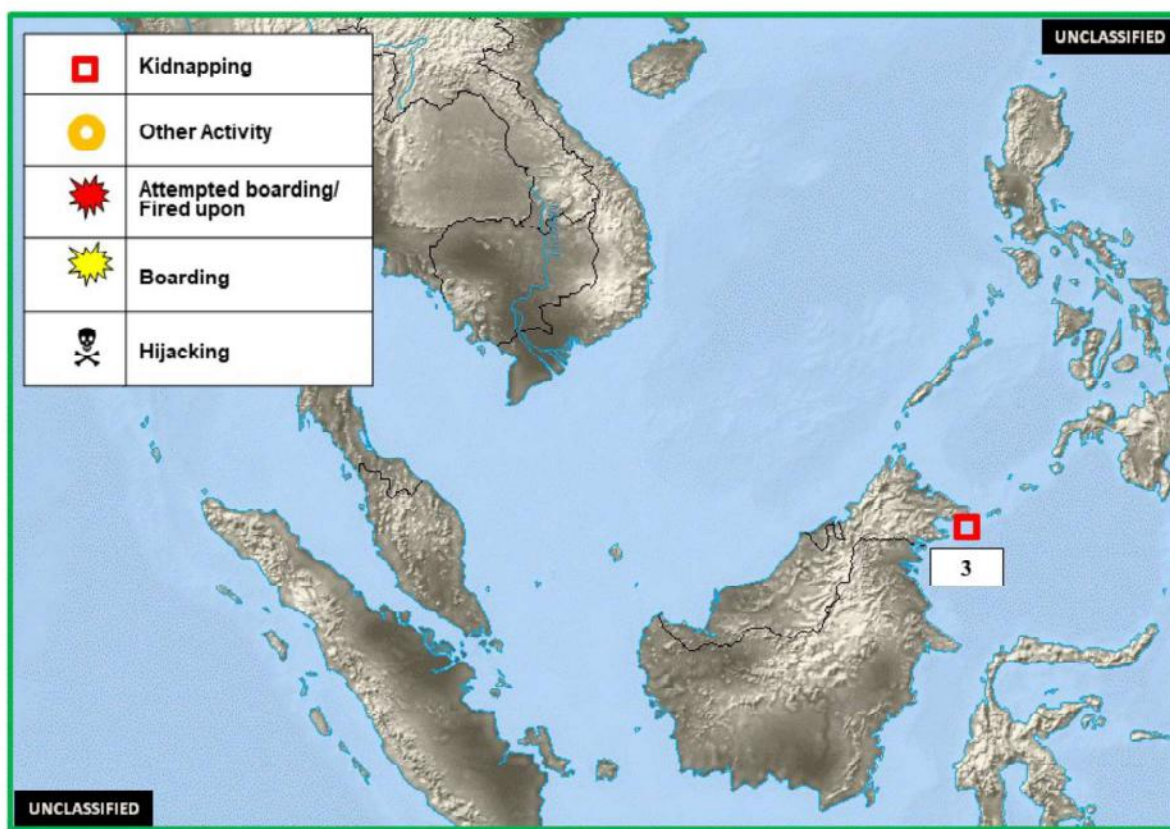 UNCLASSIFIED
Kidnapping
Other Activity
Attempted boarding/
Fired upon
Boarding
Hijacking
3
UNCLASSIFIED